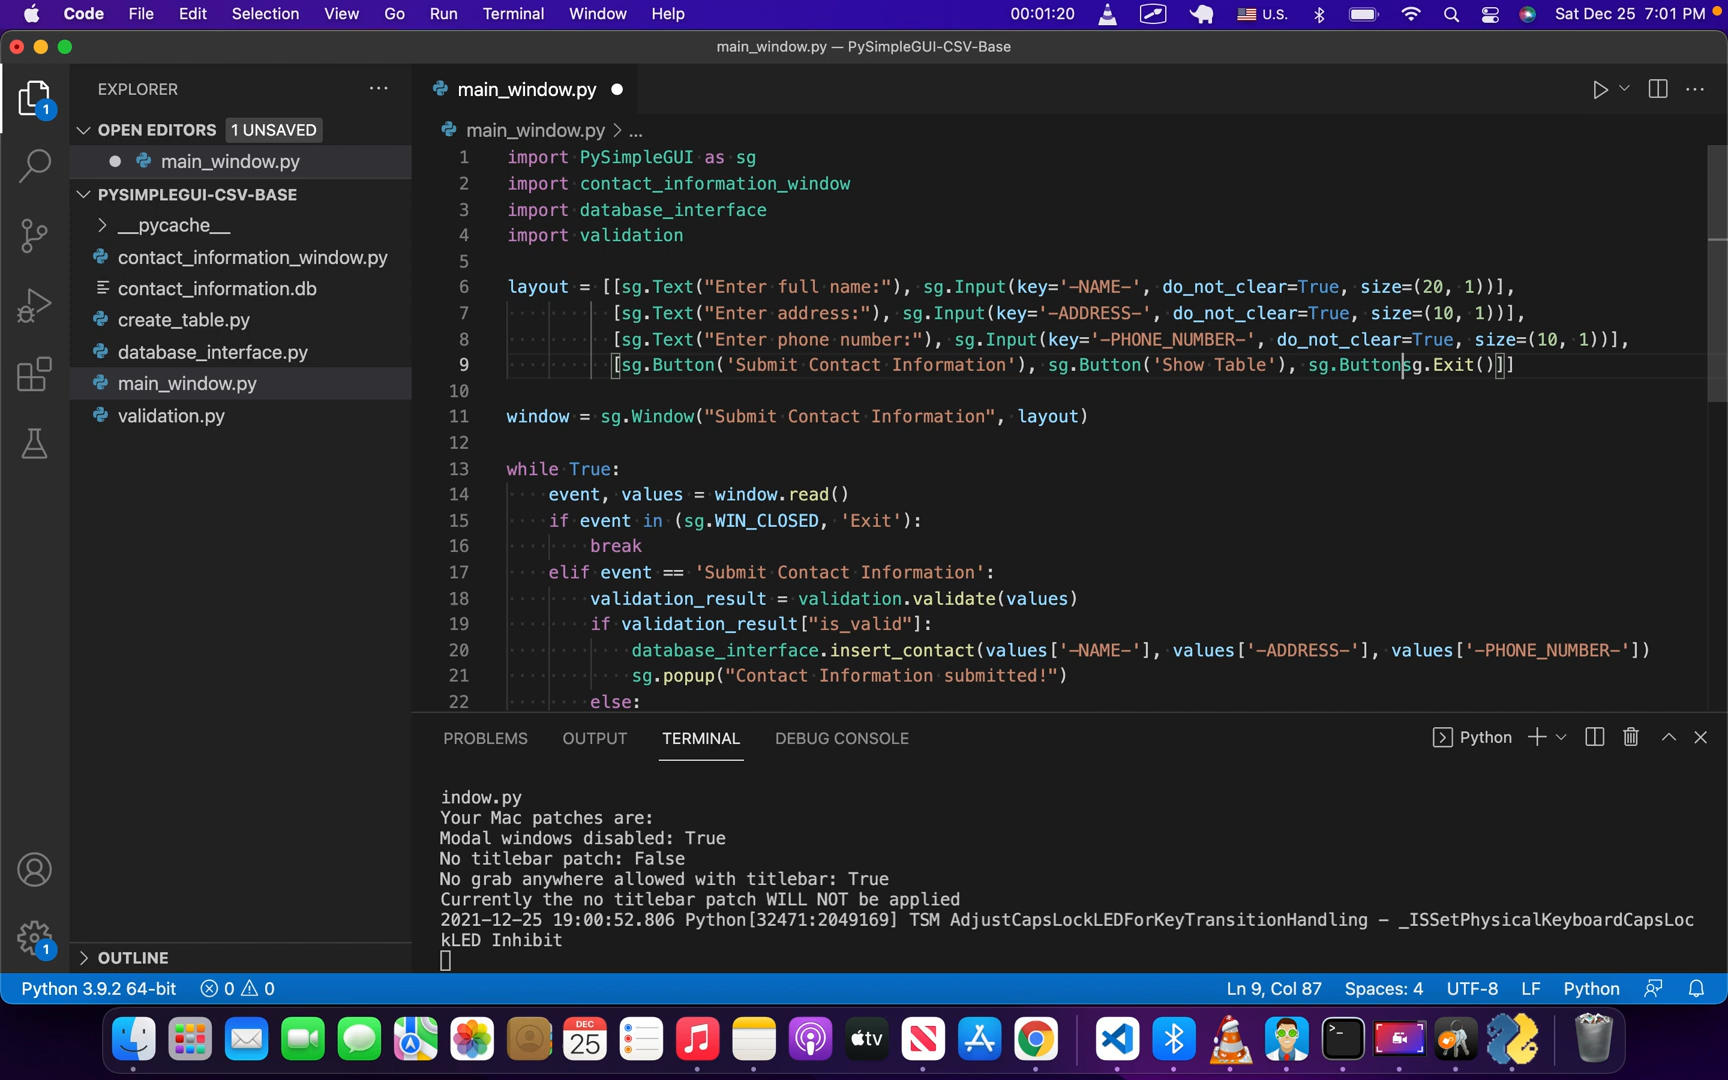 Code File Edit Selection View Go Run Terminal Window Help 00:01:20 U.S. Sat Dec 25 7:01 PM
main_window.py — PySimpleGUI-CSV-Base
EXPLORER
1
OPEN EDITORS 1 UNSAVED
main_window.py
PYSIMPLEGUI-CSV-BASE
__pycache__
contact_information_window.py
contact_information.db
create_table.py
database_interface.py
main_window.py
validation.py
OUTLINE
1
main_window.py
main_window.py > ...
1 import PySimpleGUI as sg
2 import contact_information_window
3 import database_interface
4 import validation
5
6 layout = [[sg.Text("Enter full name:"), sg.Input(key='-NAME-', do_not_clear=True, size=(20, 1))],
7 [sg.Text("Enter address:"), sg.Input(key='-ADDRESS-', do_not_clear=True, size=(10, 1))],
8 [sg.Text("Enter phone number:"), sg.Input(key='-PHONE_NUMBER-', do_not_clear=True, size=(10, 1))],
9 [sg.Button('Submit Contact Information'), sg.Button('Show Table'), sg.Buttonsg.Exit()]]
10
11 window = sg.Window("Submit Contact Information", layout)
12
13 while True:
14 event, values = window.read()
15 if event in (sg.WIN_CLOSED, 'Exit'):
16 break
17 elif event == 'Submit Contact Information':
18 validation_result = validation.validate(values)
19 if validation_result["is_valid"]:
20 database_interface.insert_contact(values['-NAME-'], values['-ADDRESS-'], values['-PHONE_NUMBER-'])
21 sg.popup("Contact Information submitted!")
22 else:
PROBLEMS OUTPUT TERMINAL DEBUG CONSOLE Python
indow.py
Your Mac patches are:
Modal windows disabled: True
No titlebar patch: False
No grab anywhere allowed with titlebar: True
Currently the no titlebar patch WILL NOT be applied
2021-12-25 19:00:52.806 Python[32471:2049169] TSM AdjustCapsLockLEDForKeyTransitionHandling - _ISSetPhysicalKeyboardCapsLoc
kLED Inhibit
Python 3.9.2 64-bit 0 0 Ln 9, Col 87 Spaces: 4 UTF-8 LF Python
DEC
25
tv